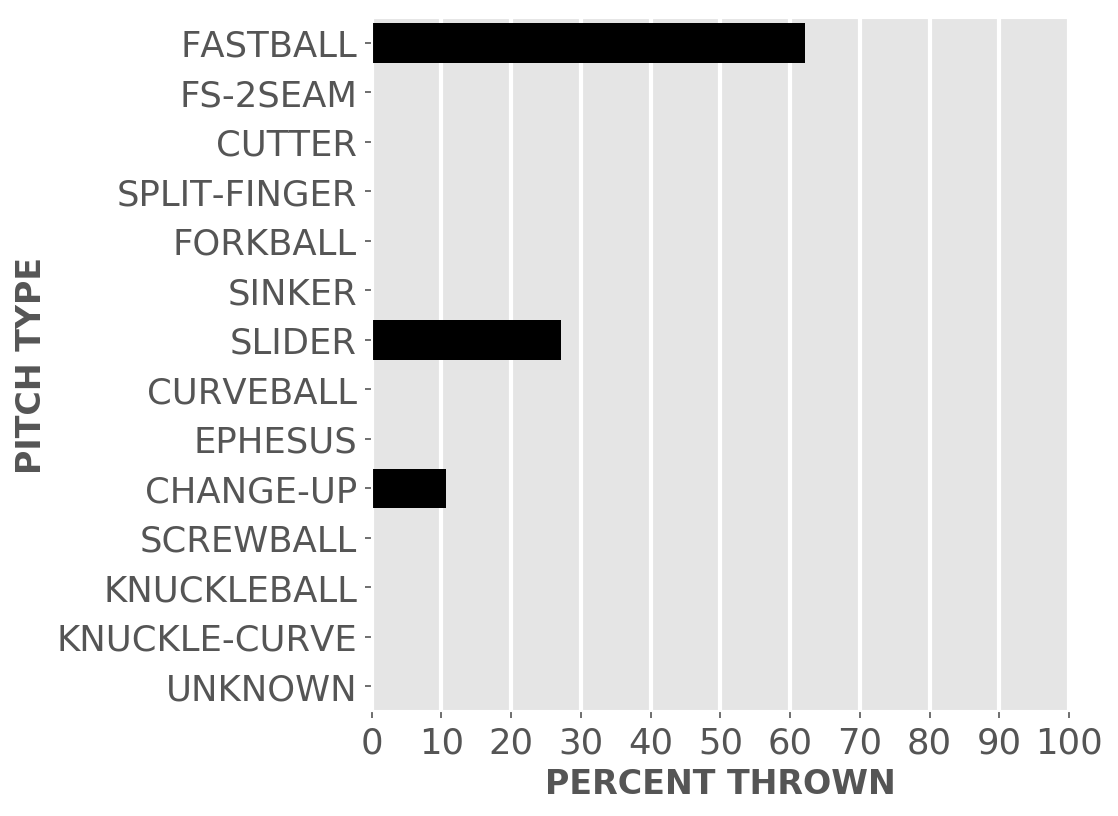 FASTBALL
FS-2SEAM
CUTTER
SPLIT-FINGER
FORKBALL
SINKER
SLIDER
CURVEBALL
EPHESUS
CHANGE-UP
SCREWBALL
KNUCKLEBALL
KNUCKLE-CURVE
UNKNOWN
PITCH TYPE
0 10 20 30 40 50 60 70 80 90 100
PERCENT THROWN